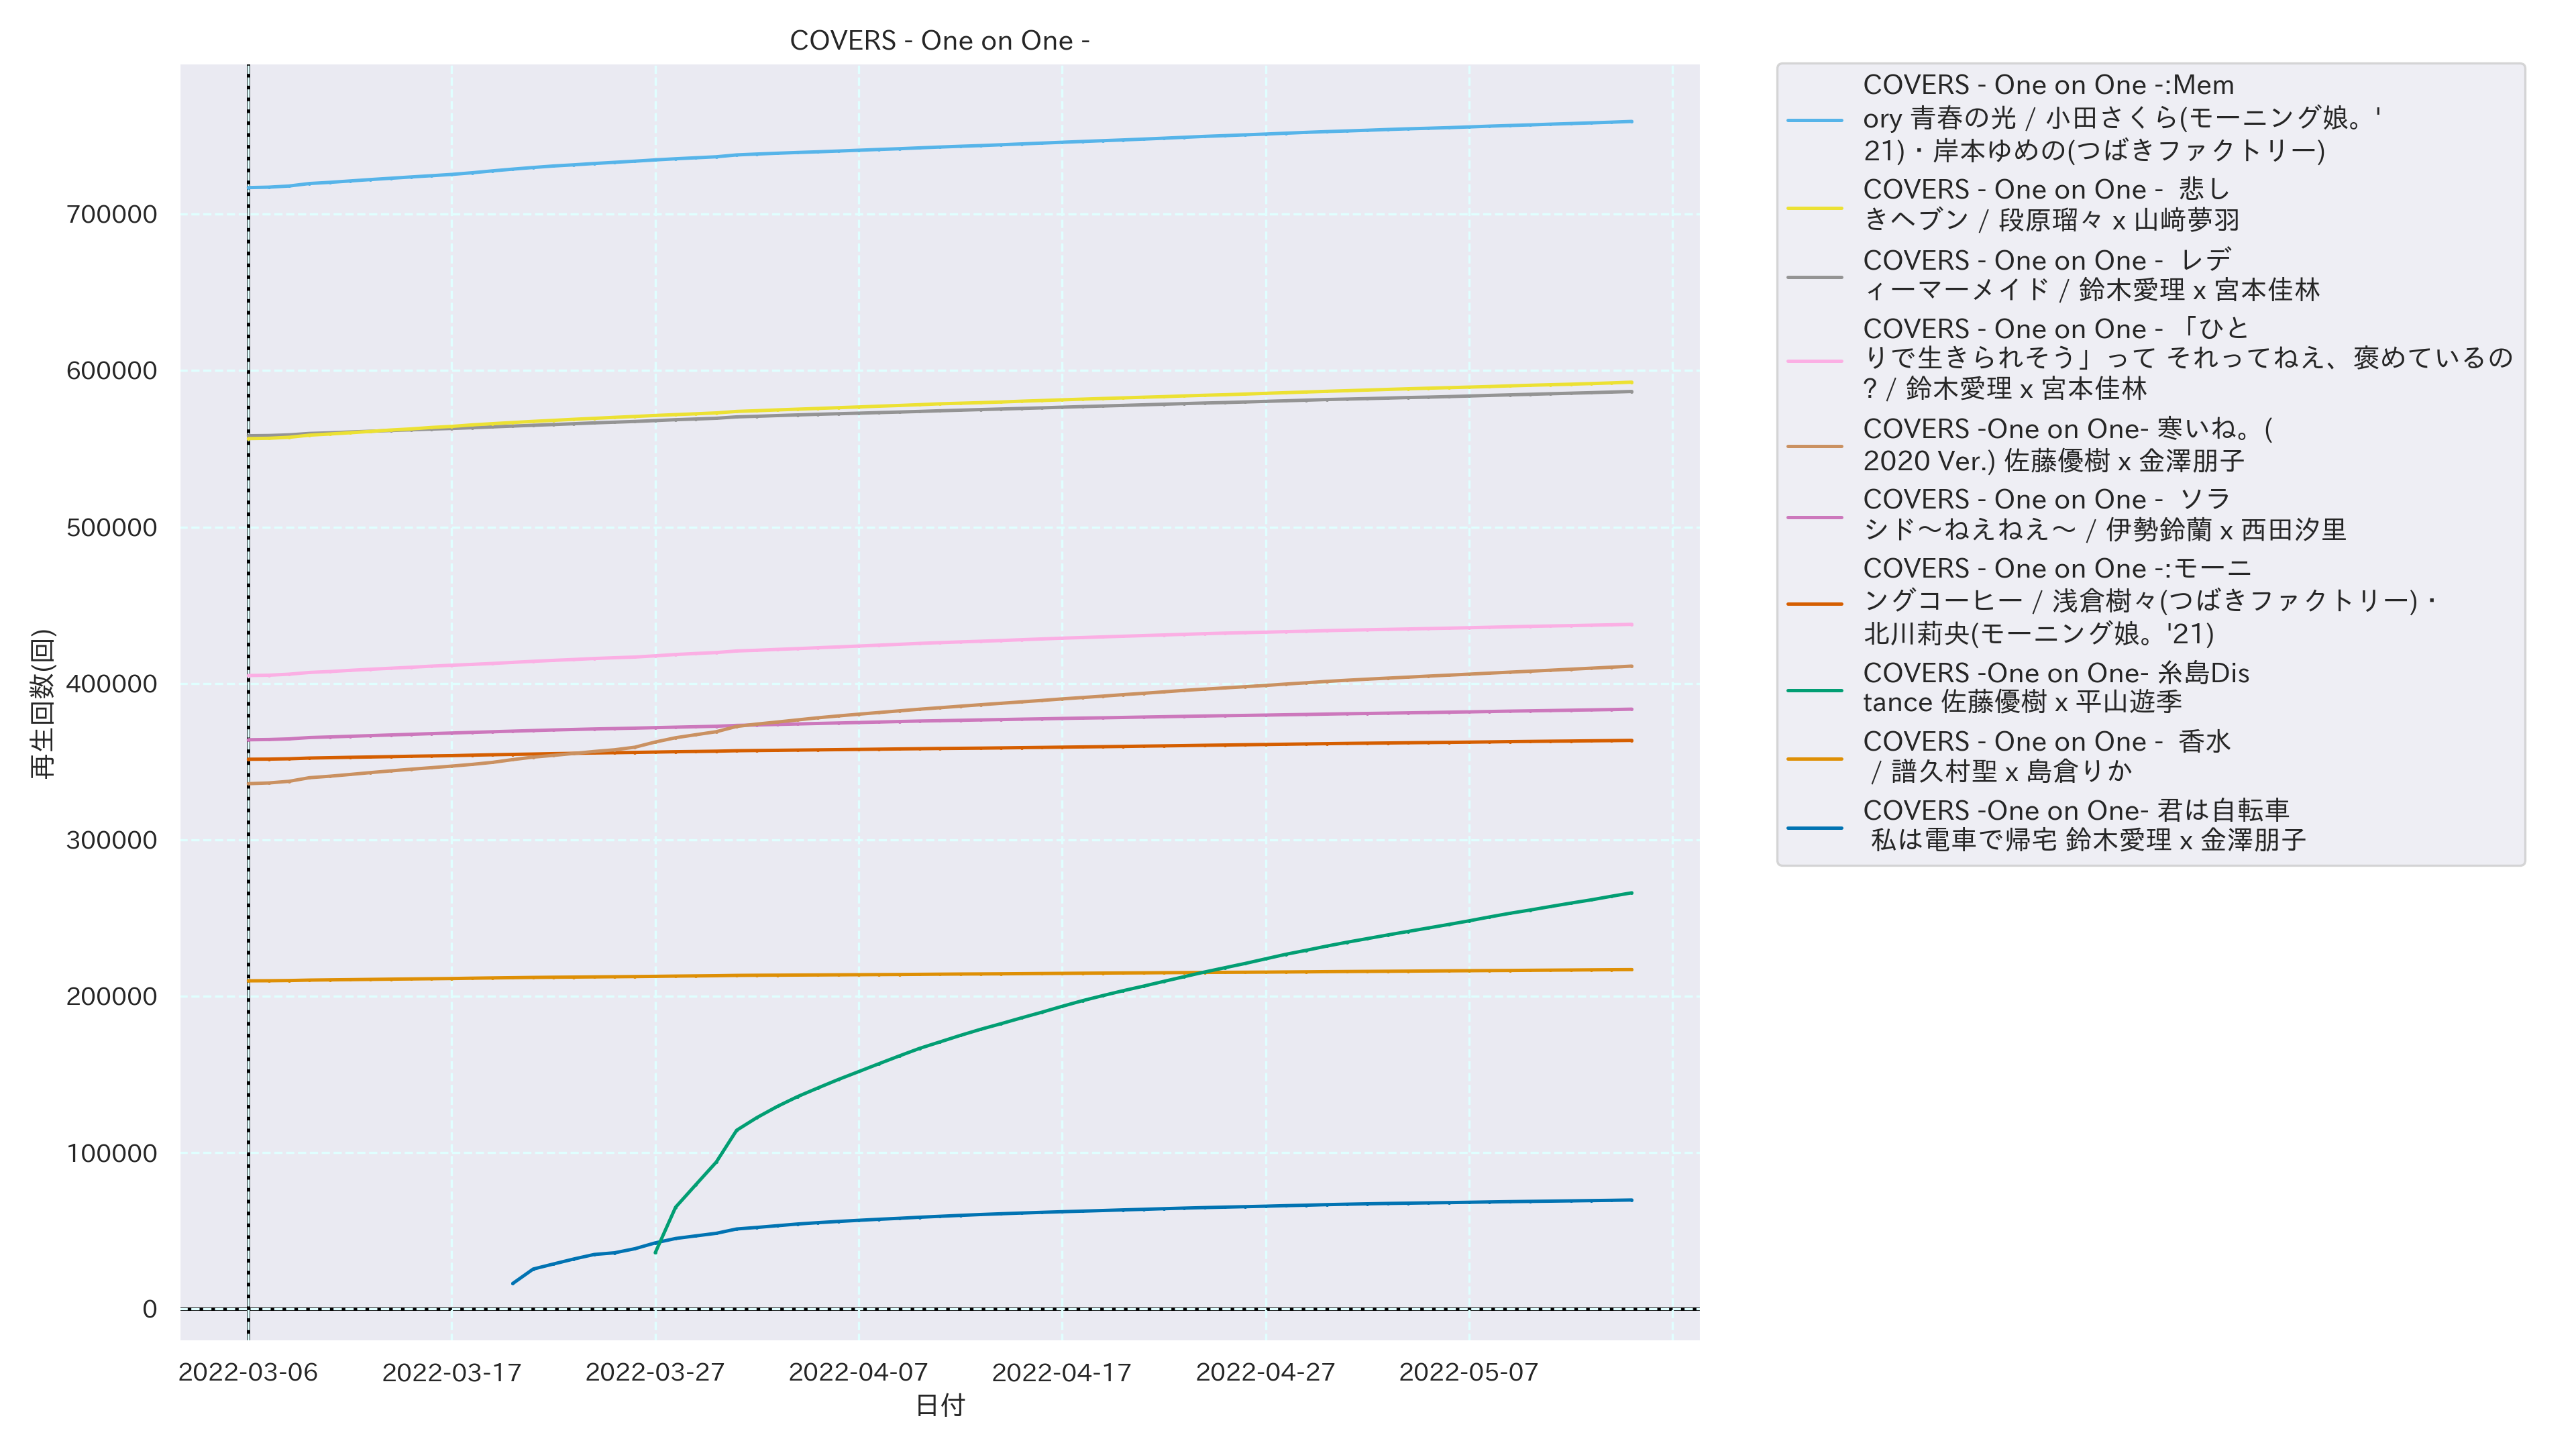 COVERS - One on One -
700000
600000
500000
400000
300000
200000
100000
0
再生回数(回)
2022-03-06
2022-03-17
2022-03-27
2022-04-07
2022-04-17
2022-04-27
2022-05-07
日付
COVERS - One on One -:Mem
ory 青春の光 / 小田さくら(モーニング娘。'
21)・岸本ゆめの(つばきファクトリー)
COVERS - One on One -  悲し
きヘブン / 段原瑠々 x 山﨑夢羽
COVERS - One on One -  レデ
ィーマーメイド / 鈴木愛理 x 宮本佳林
COVERS - One on One - 「ひと
りで生きられそう」って それってねえ、褒めているの
? / 鈴木愛理 x 宮本佳林
COVERS -One on One- 寒いね。(
2020 Ver.) 佐藤優樹 x 金澤朋子
COVERS - One on One -  ソラ
シド～ねえねえ～ / 伊勢鈴蘭 x 西田汐里
COVERS - One on One -:モーニ
ングコーヒー / 浅倉樹々(つばきファクトリー)・
北川莉央(モーニング娘。'21)
COVERS -One on One- 糸島Dis
tance 佐藤優樹 x 平山遊季
COVERS - One on One -  香水
/ 譜久村聖 x 島倉りか
COVERS -One on One- 君は自転車
私は電車で帰宅 鈴木愛理 x 金澤朋子